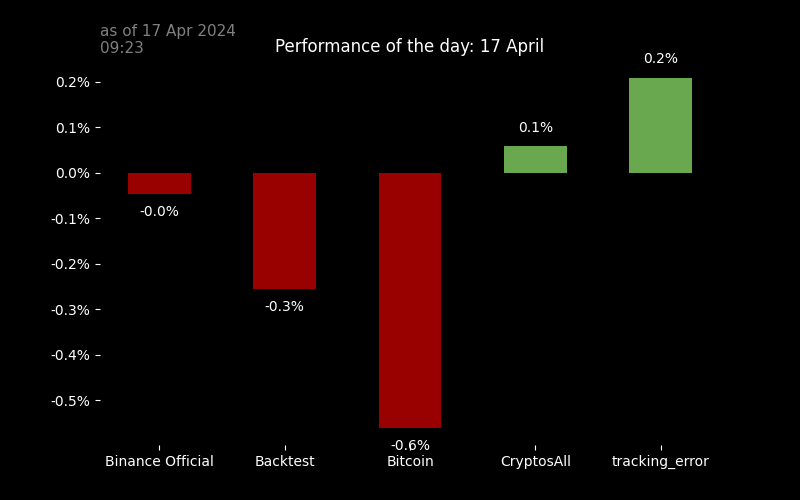 as of 17 Apr 2024
09:23
Performance of the day: 17 April
0.2%
0.1%
0.0%
-0.1%
-0.2%
-0.3%
-0.4%
-0.5%
-0.0%
-0.3%
-0.6%
0.1%
0.2%
Binance Official
Backtest
Bitcoin
CryptosAll
tracking_error